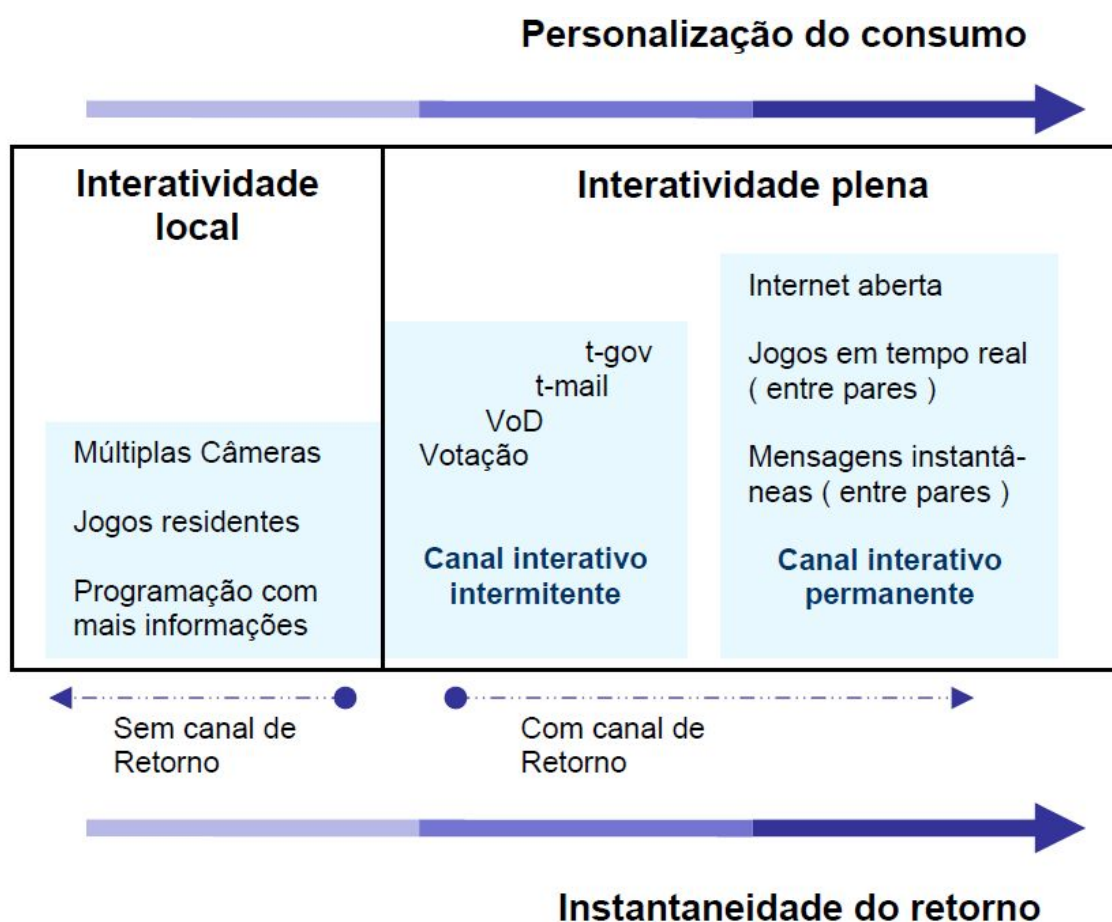 Personalização do consumo
Interatividade
local
Múltiplas Câmeras
Jogos residentes
Programação com
mais informações
Interatividade plena
t-gov
t-mail
VoD
Votação
Canal interativo
intermitente
Internet aberta
Jogos em tempo real
( entre pares )
Mensagens instantâ-
neas ( entre pares )
Canal interativo
permanente
Sem canal de
Retorno
Com canal de
Retorno
Instantaneidade do retorno